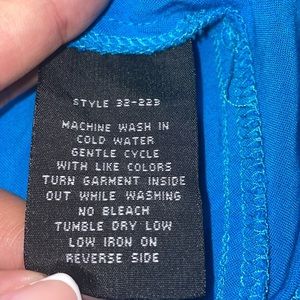 STYLE 32-223
MACHINE WASH IN
COLD WATER
GENTLE CYCLE
WITH LIKE COLORS
TURN GARMENT INSIDE
OUT WHILE WASHING
NO BLEACH
TUMBLE DRY LOW
LOW IRON ON
REVERSE SIDE